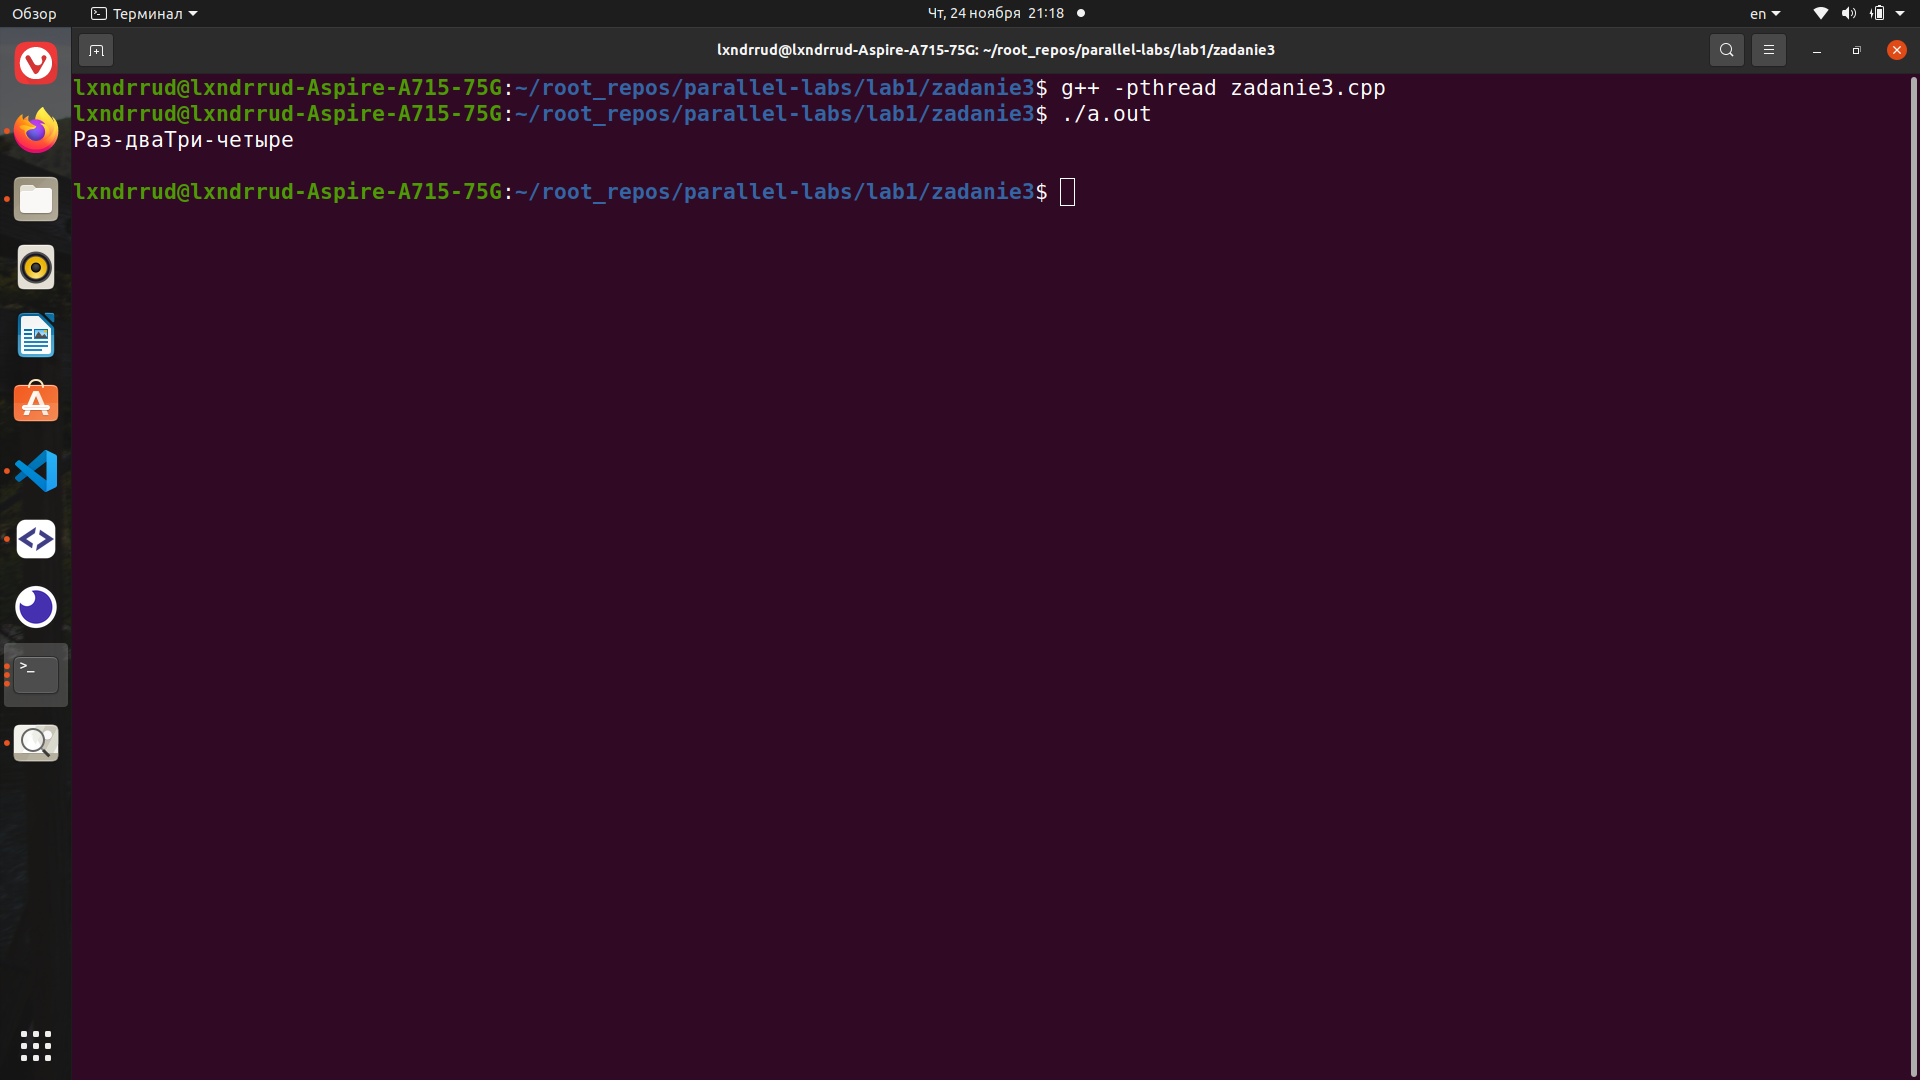 Обзор
Терминал
Чт, 24 ноября 21:18
en
lxndrrud@lxndrrud-Aspire-A715-75G: ~/root_repos/parallel-labs/lab1/zadanie3
lxndrrud@lxndrrud-Aspire-A715-75G:~/root_repos/parallel-labs/lab1/zadanie3$ g++ -pthread zadanie3.cpp
lxndrrud@lxndrrud-Aspire-A715-75G:~/root_repos/parallel-labs/lab1/zadanie3$ ./a.out
Раз-дваТри-четыре
lxndrrud@lxndrrud-Aspire-A715-75G:~/root_repos/parallel-labs/lab1/zadanie3$